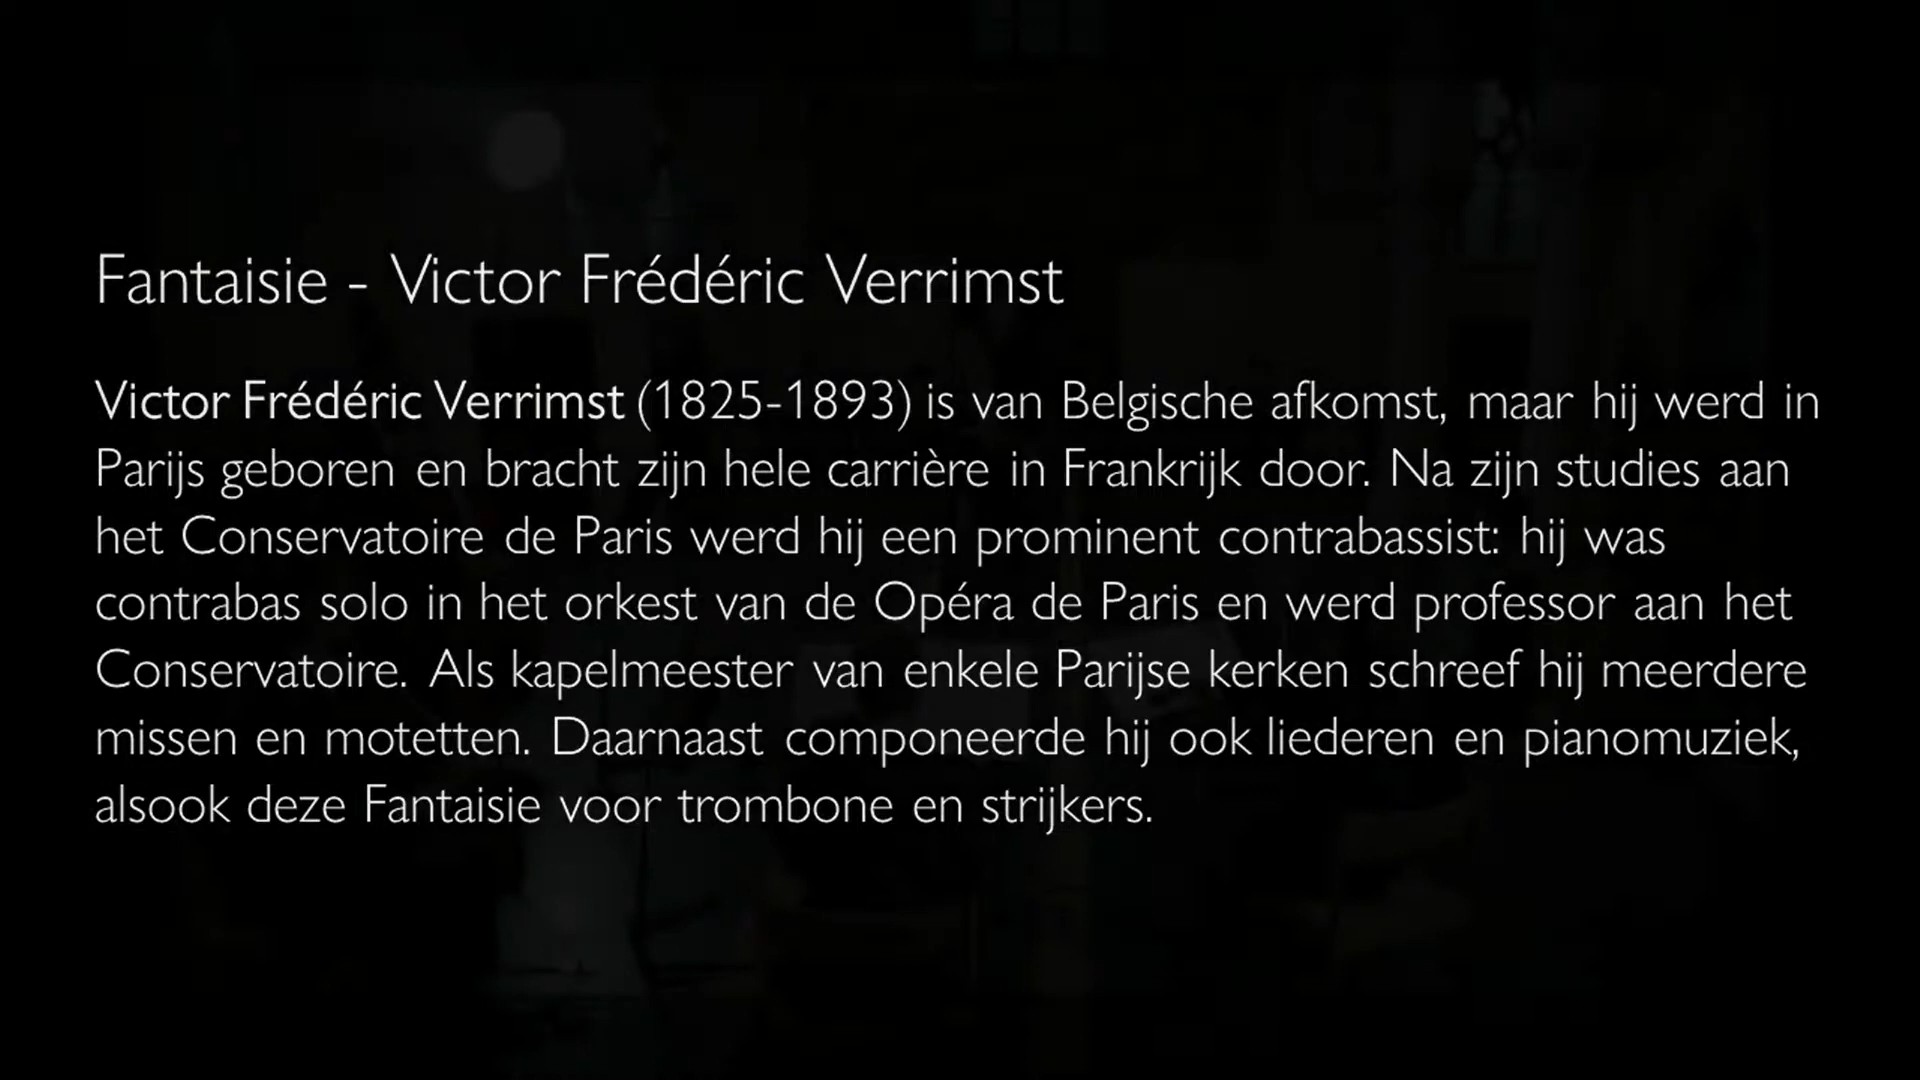 Fantaisie - Victor Frédéric Verrimst
Victor Frédéric Verrimst (1825-1893) is van Belgische afkomst, maar hij werd in
Parijs geboren en bracht zijn hele carrière in Frankrijk door. Na zijn studies aan
het Conservatoire de Paris werd hij een prominent contrabassist: hij was
contrabas solo in het orkest van de Opéra de Paris en werd professor aan het
Conservatoire. Als kapelmeester van enkele Parijse kerken schreef hij meerdere
missen en motetten. Daarnaast componeerde hij ook liederen en pianomuziek,
alsook deze Fantaisie voor trombone en strijkers.